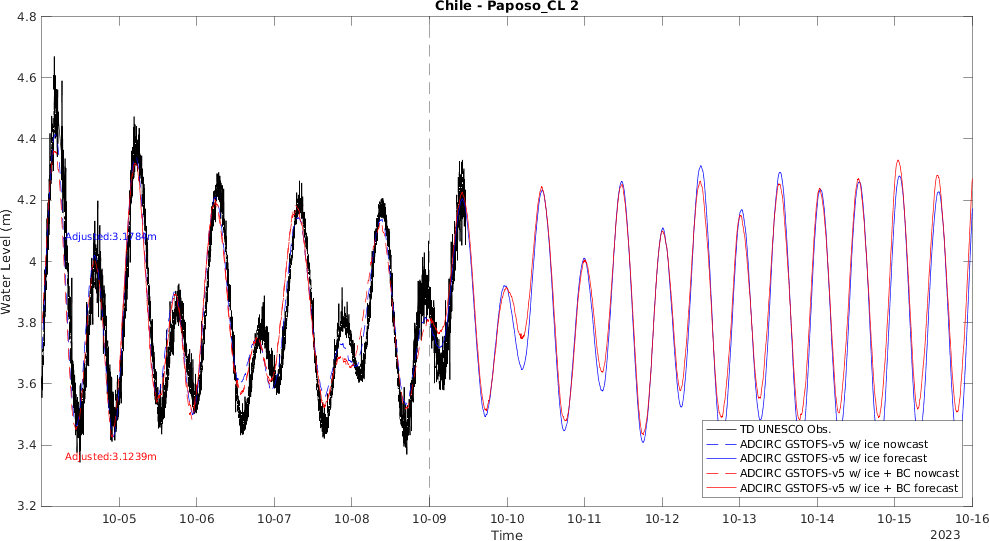 Chile - Paposo_CL 2
4.8
4.6
4.4
4.2
4
3.8
3.6
3.4
3.2
Water Level (m)
Adjusted:3.1784m
Adjusted:3.1239m
TD UNESCO Obs.
ADCIRC GSTOFS-v5 w/ ice nowcast
ADCIRC GSTOFS-v5 w/ ice forecast
ADCIRC GSTOFS-v5 w/ ice + BC nowcast
ADCIRC GSTOFS-v5 w/ ice + BC forecast
10-05 10-06 10-07 10-08 10-09 10-10 10-11 10-12 10-13 10-14 10-15 10-16
Time
2023